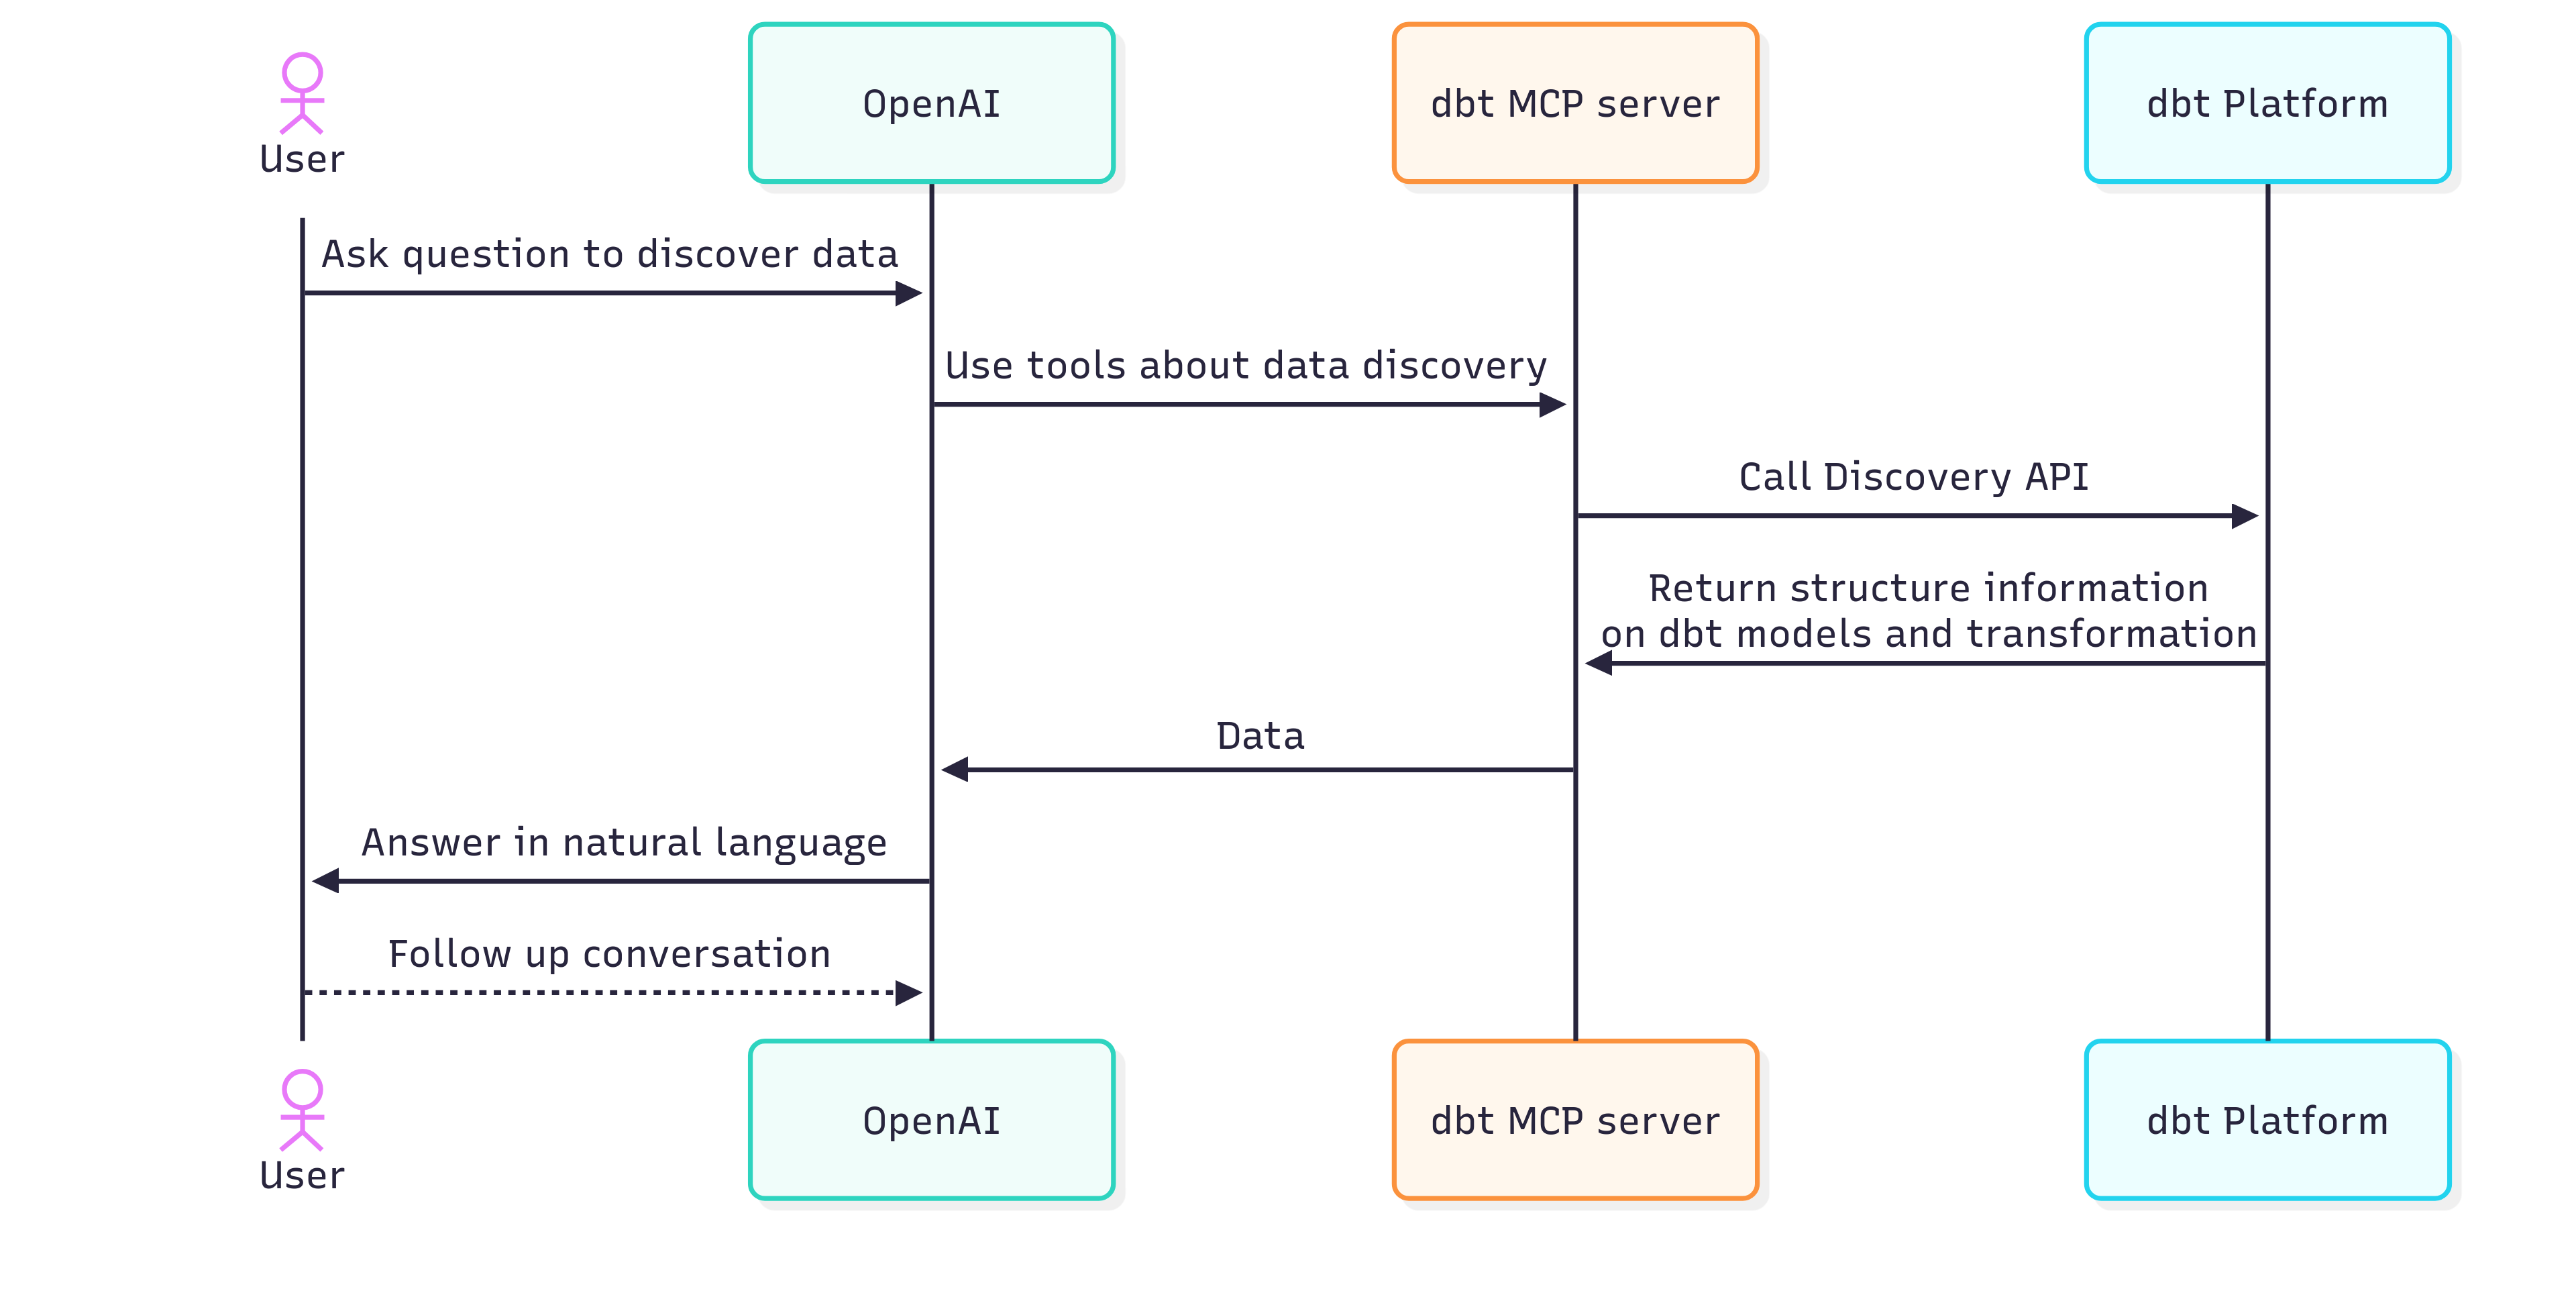 User
OpenAI
dbt MCP server
dbt Platform
Ask question to discover data
Use tools about data discovery
Call Discovery API
Return structure information
on dbt models and transformation
Data
Answer in natural language
Follow up conversation
User
OpenAI
dbt MCP server
dbt Platform